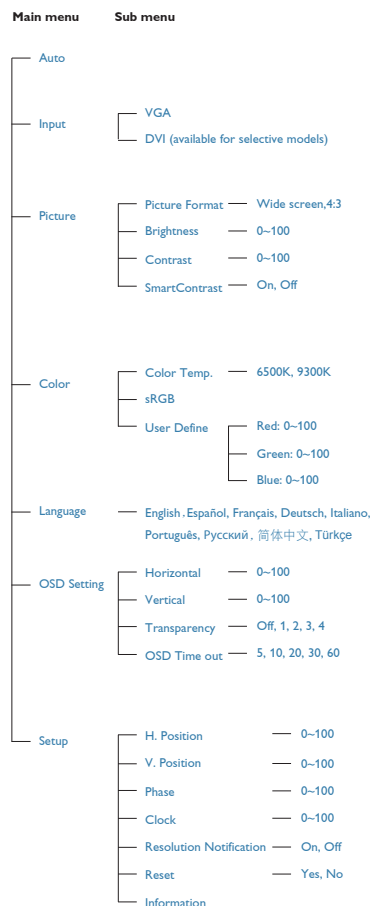 Main menu Sub menu
Auto
Input
VGA
DVI (available for selective models)
Picture
Picture Format Wide screen,4:3
Brightness 0~100
Contrast 0~100
SmartContrast On, Off
Color
Color Temp. 6500K, 9300K
sRGB
User Define Red: 0~100
Green: 0~100
Blue: 0~100
Language English, Español, Français, Deutsch, Italiano,
Português, Русский, 简体中文, Türkçe
OSD Setting
Horizontal 0~100
Vertical 0~100
Transparency Off, 1, 2, 3, 4
OSD Time out 5, 10, 20, 30, 60
Setup
H. Position 0~100
V. Position 0~100
Phase 0~100
Clock 0~100
Resolution Notification On, Off
Reset Yes, No
Information